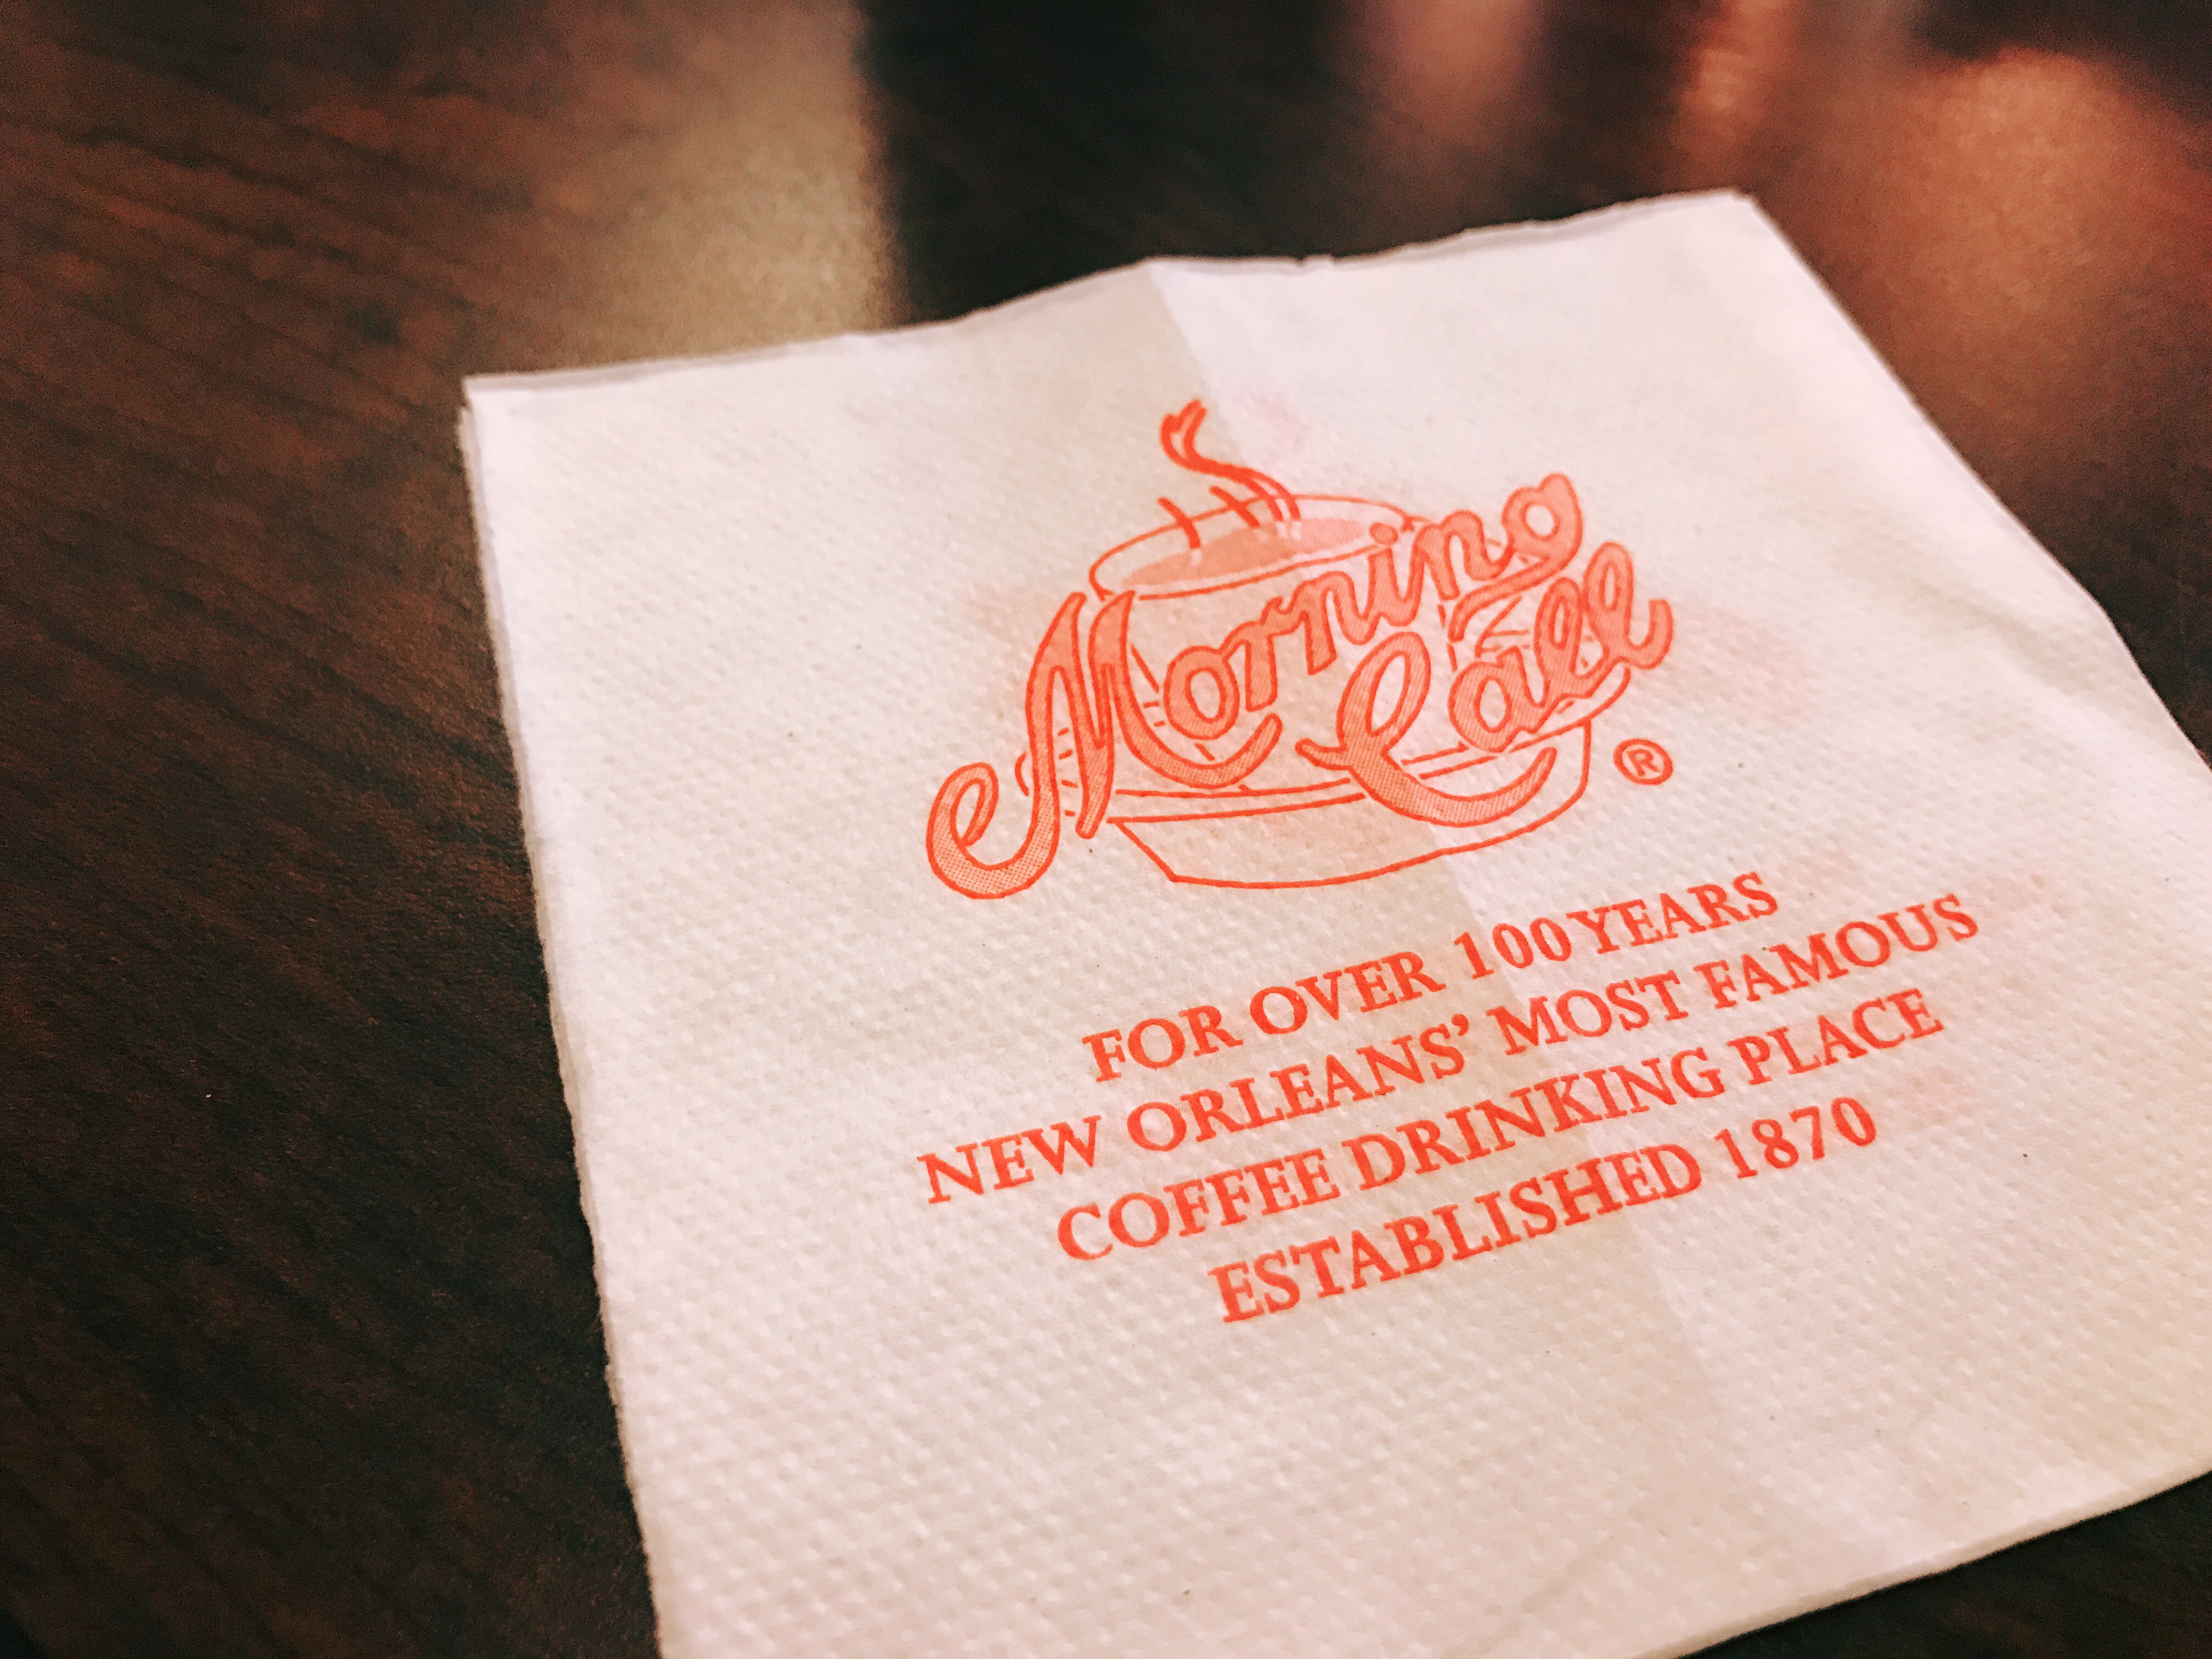 Morning
Call
®
FOR OVER 100 YEARS
NEW ORLEANS’ MOST FAMOUS
COFFEE DRINKING PLACE
ESTABLISHED 1870